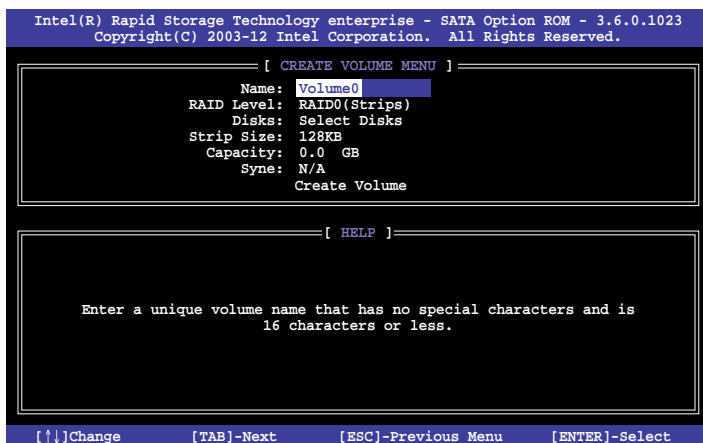 Intel(R) Rapid Storage Technology enterprise - SATA Option ROM - 3.6.0.1023
Copyright(C) 2003-12 Intel Corporation. All Rights Reserved.
[ CREATE VOLUME MENU ]
Name: Volume0
RAID Level: RAID0(Strips)
Disks: Select Disks
Strip Size: 128KB
Capacity: 0.0 GB
Syne: N/A
Create Volume
[ HELP ]
Enter a unique volume name that has no special characters and is
16 characters or less.
[↑↓]Change [TAB]-Next [ESC]-Previous Menu [ENTER]-Select